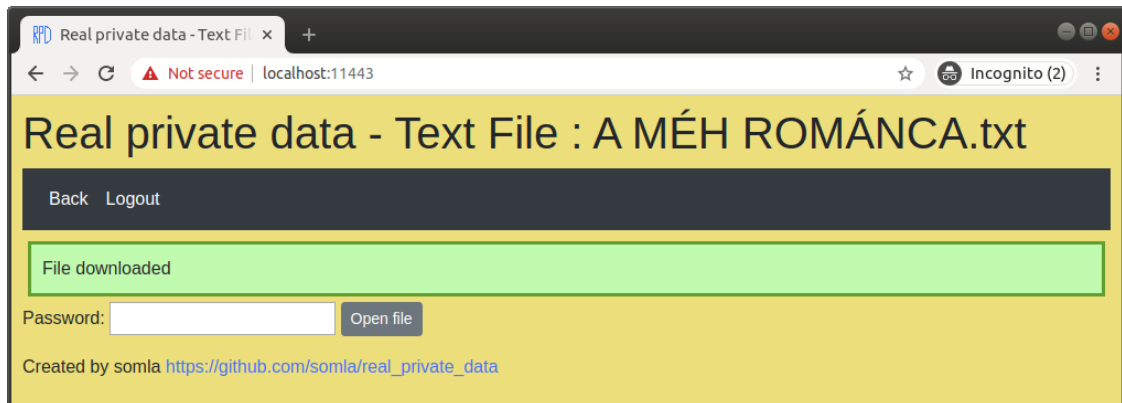 RPD Real private data - Text Fil
Not secure | localhost:11443 Incognito (2)
Real private data - Text File : A MÉH ROMÁNCA.txt
Back Logout
File downloaded
Password: Open file
Created by somla https://github.com/somla/real_private_data